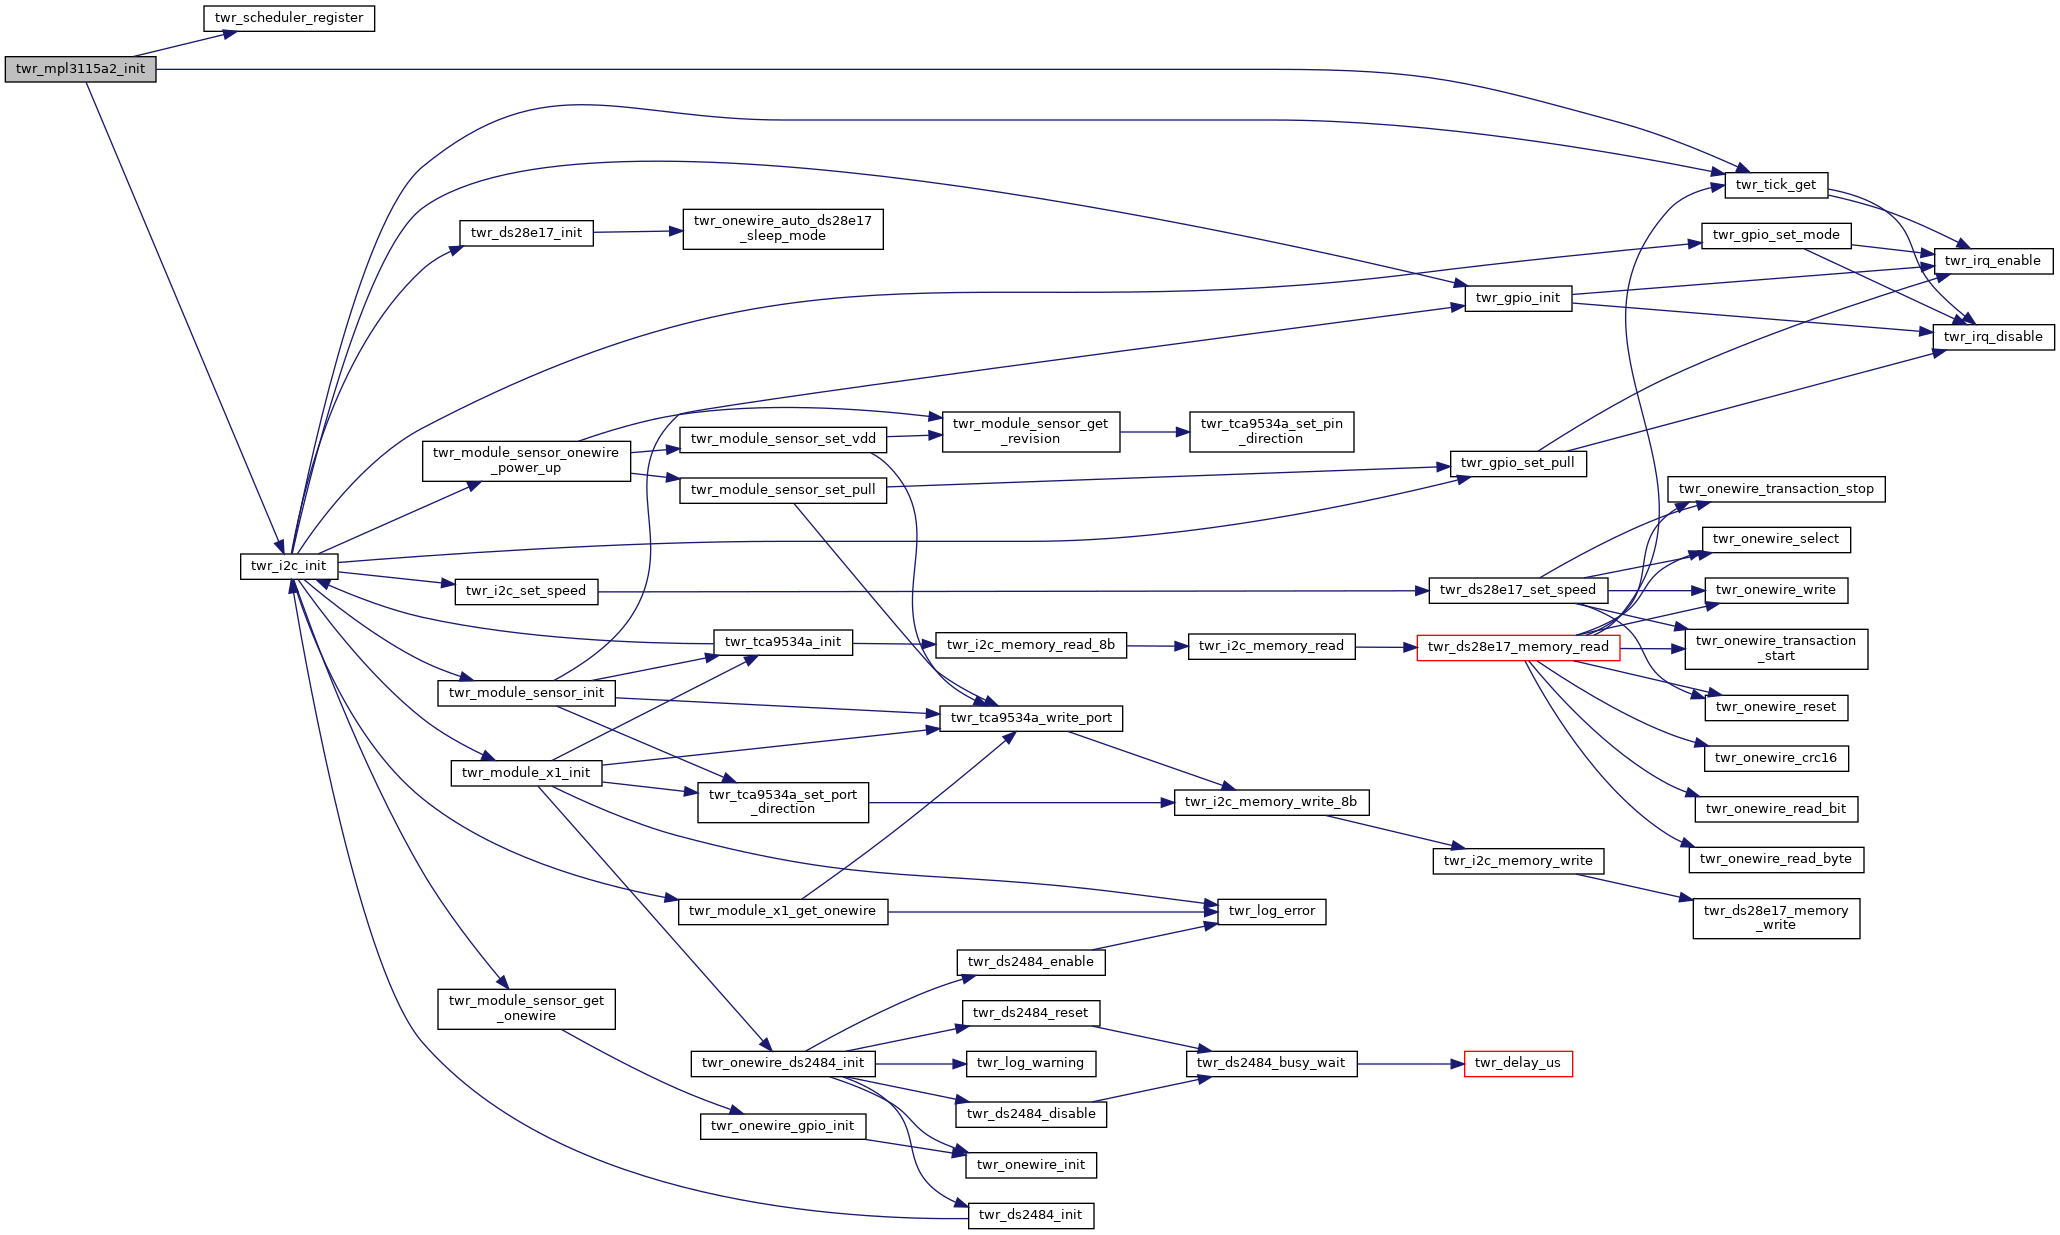 twr_scheduler_register
twr_mpl3115a2_init
twr_tick_get
twr_onewire_auto_ds28e17
_sleep_mode
twr_ds28e17_init
twr_gpio_set_mode
twr_irq_enable
twr_gpio_init
twr_irq_disable
twr_module_sensor_get
_revision
twr_tca9534a_set_pin
_direction
twr_module_sensor_set_vdd
twr_module_sensor_onewire
_power_up
twr_gpio_set_pull
twr_module_sensor_set_pull
twr_onewire_transaction_stop
twr_onewire_select
twr_i2c_init
twr_i2c_set_speed
twr_ds28e17_set_speed
twr_onewire_write
twr_tca9534a_init
twr_i2c_memory_read_8b
twr_i2c_memory_read
twr_ds28e17_memory_read
twr_onewire_transaction
_start
twr_module_sensor_init
twr_onewire_reset
twr_tca9534a_write_port
twr_onewire_crc16
twr_module_x1_init
twr_tca9534a_set_port
_direction
twr_i2c_memory_write_8b
twr_onewire_read_bit
twr_i2c_memory_write
twr_onewire_read_byte
twr_module_x1_get_onewire
twr_log_error
twr_ds28e17_memory
_write
twr_ds2484_enable
twr_module_sensor_get
_onewire
twr_ds2484_reset
twr_onewire_ds2484_init
twr_log_warning
twr_ds2484_busy_wait
twr_delay_us
twr_ds2484_disable
twr_onewire_gpio_init
twr_onewire_init
twr_ds2484_init